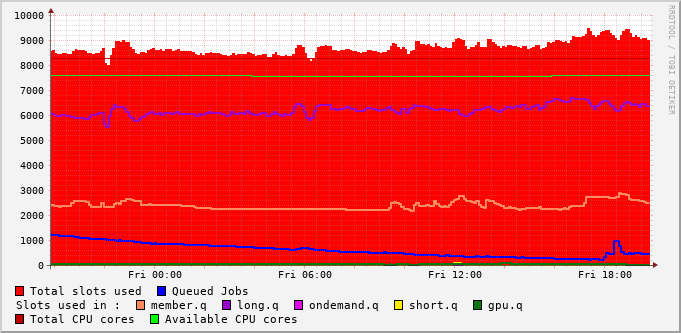 10000
9000
8000
7000
6000
5000
4000
3000
2000
1000
0
Fri 00:00 Fri 06:00 Fri 12:00 Fri 18:00
RRDTOOL / TOBI OETIKER
Total slots used Queued Jobs
Slots used in : member.q long.q ondemand.q short.q gpu.q
Total CPU cores Available CPU cores